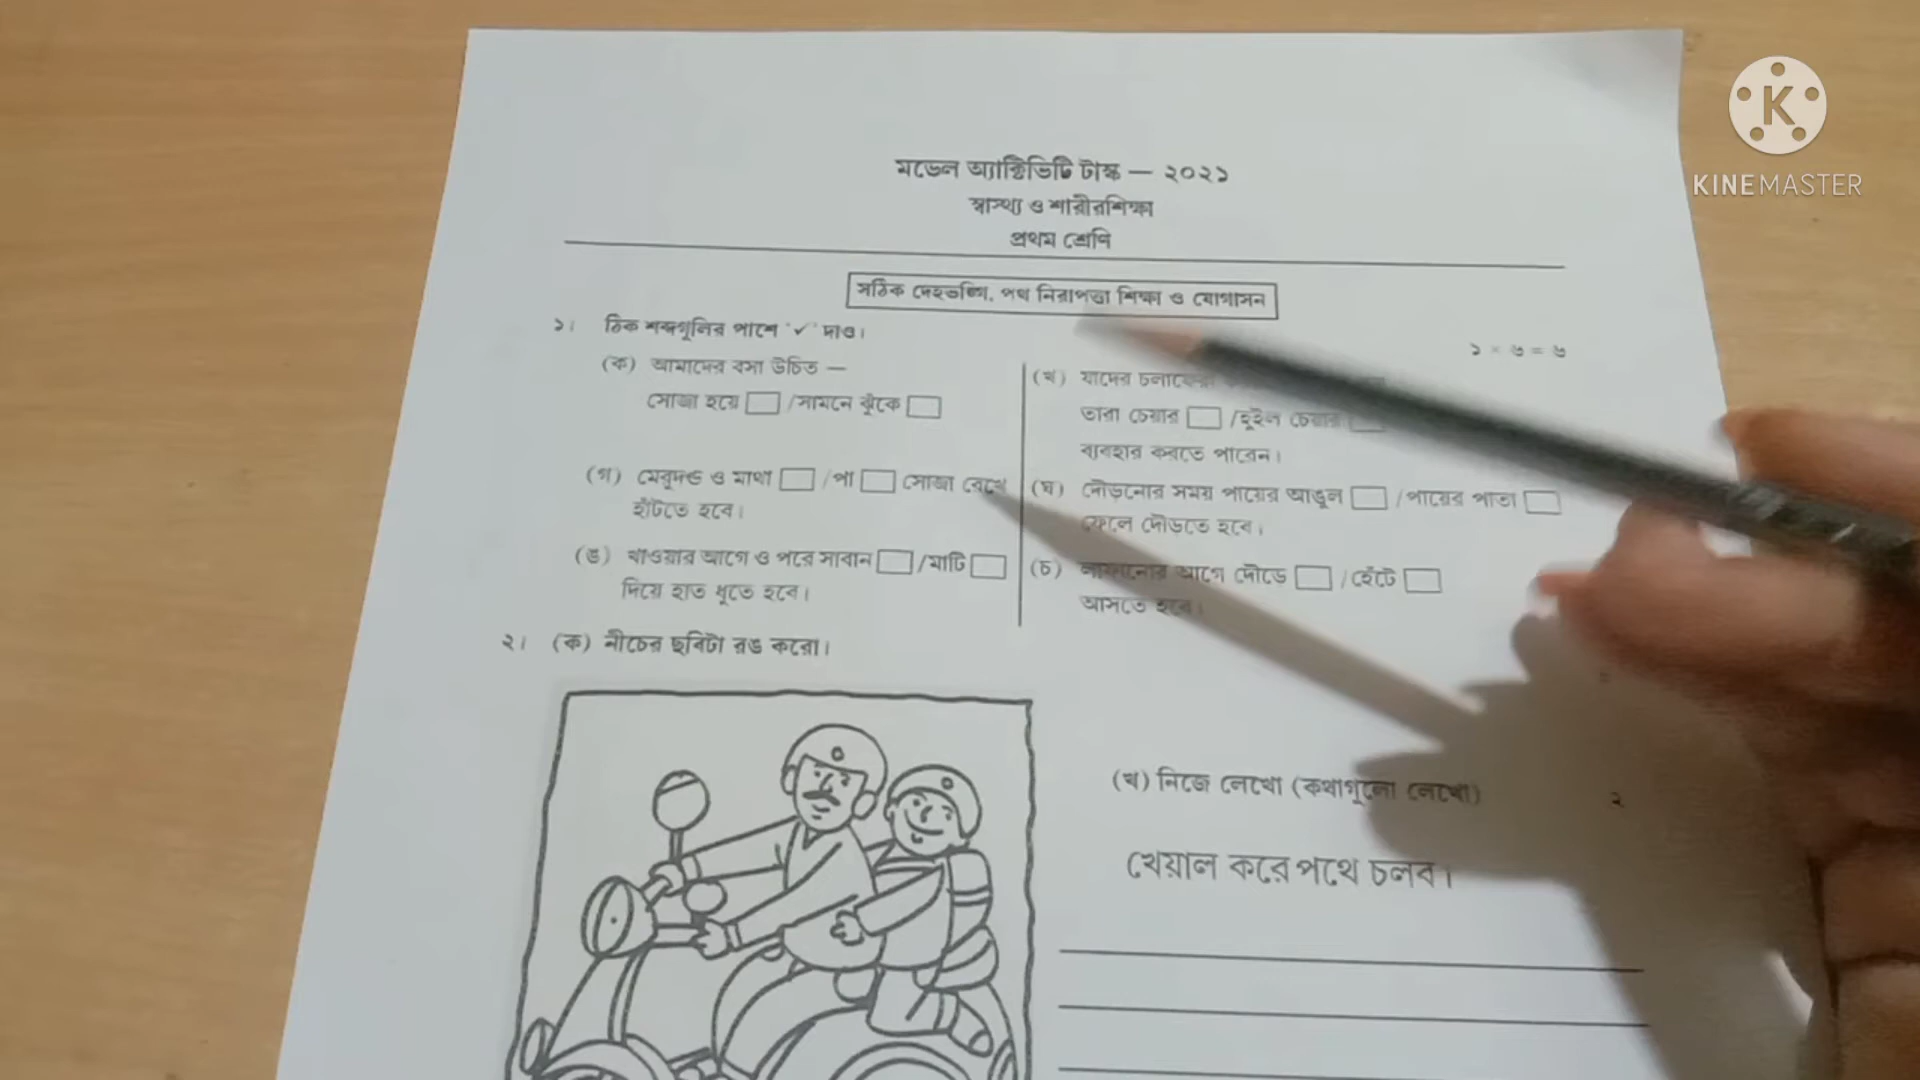 মডেল অ্যাক্টিভিটি টাস্ক — ২০২১
স্বাস্থ্য ও শারীরশিক্ষা
প্রথম শ্রেণি
সঠিক দেহভঙ্গি, পথ নিরাপত্তা শিক্ষা ও যোগাসন
১। ঠিক শব্দগুলির পাশে '✓' দাও।
১ × ৬ = ৬
(ক) আমাদের বসা উচিত —
সোজা হয়ে □ /সামনে ঝুঁকে □
(খ) যাদের চলাফেরা
তারা চেয়ার □ /হুইল চেয়ার □
ব্যবহার করতে পারেন।
(গ) মেরুদণ্ড ও মাথা □ /পা □ সোজা রেখে
হাঁটতে হবে।
(ঘ) দৌড়নোর সময় পায়ের আঙুল □ /পায়ের পাতা □
ফেলে দৌড়তে হবে।
(ঙ) খাওয়ার আগে ও পরে সাবান □ /মাটি □
দিয়ে হাত ধুতে হবে।
(চ) লাফানোর আগে দৌড়ে □ /হেঁটে □
আসতে হবে।
২। (ক) নীচের ছবিটা রঙ করো।
(খ) নিজে লেখো (কথাগুলো লেখো) ২
খেয়াল করে পথে চলব।
K
KINEMASTER